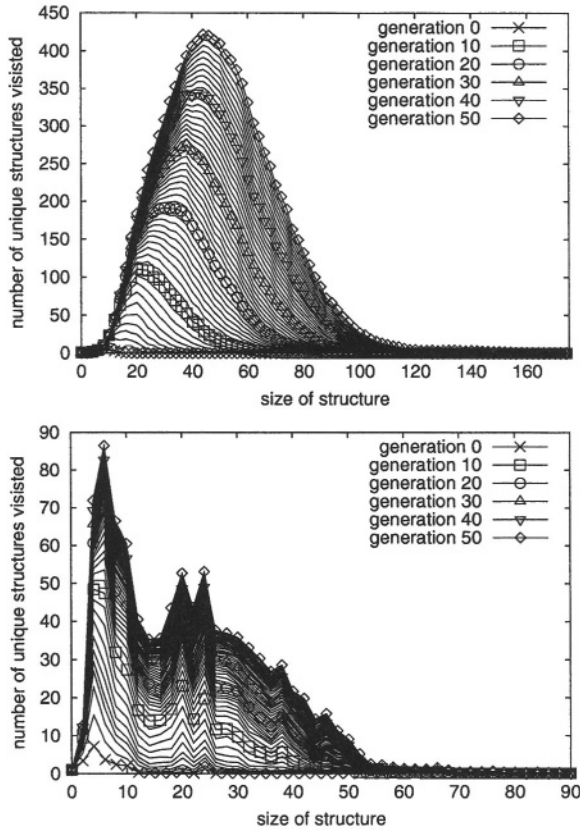 450
400
350
300
250
200
150
100
50
0
number of unique structures visisted
generation 0
generation 10
generation 20
generation 30
generation 40
generation 50
0 20 40 60 80 100 120 140 160
size of structure
90
80
70
60
50
40
30
20
10
0
number of unique structures visisted
generation 0
generation 10
generation 20
generation 30
generation 40
generation 50
0 10 20 30 40 50 60 70 80 90
size of structure